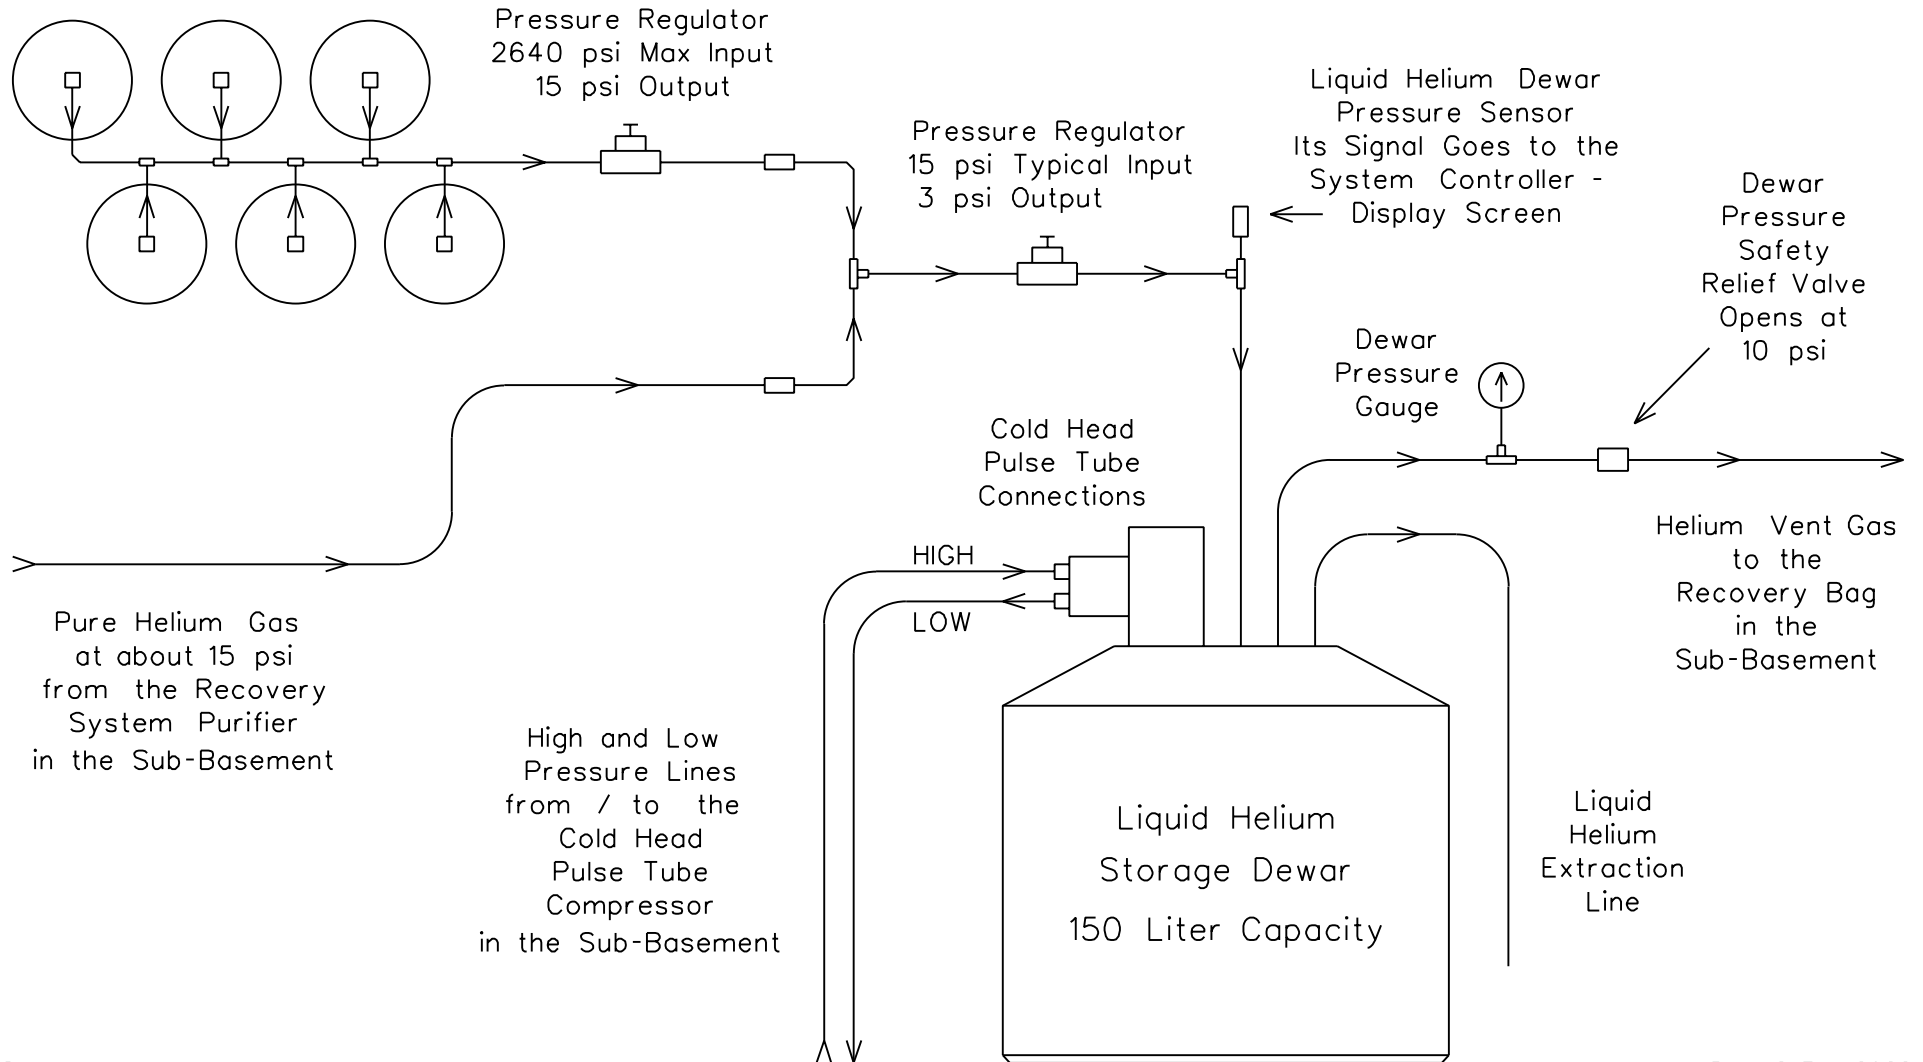 Pressure Regulator
2640 psi Max Input
15 psi Output
Pressure Regulator
15 psi Typical Input
3 psi Output
Liquid Helium Dewar
Pressure Sensor
Its Signal Goes to the
System Controller -
Display Screen
Dewar
Pressure
Safety
Relief Valve
Opens at
10 psi
Dewar
Pressure
Gauge
Cold Head
Pulse Tube
Connections
HIGH
LOW
Helium Vent Gas
to the
Recovery Bag
in the
Sub-Basement
Pure Helium Gas
at about 15 psi
from the Recovery
System Purifier
in the Sub-Basement
High and Low
Pressure Lines
from / to the
Cold Head
Pulse Tube
Compressor
in the Sub-Basement
Liquid Helium
Storage Dewar
150 Liter Capacity
Liquid
Helium
Extraction
Line